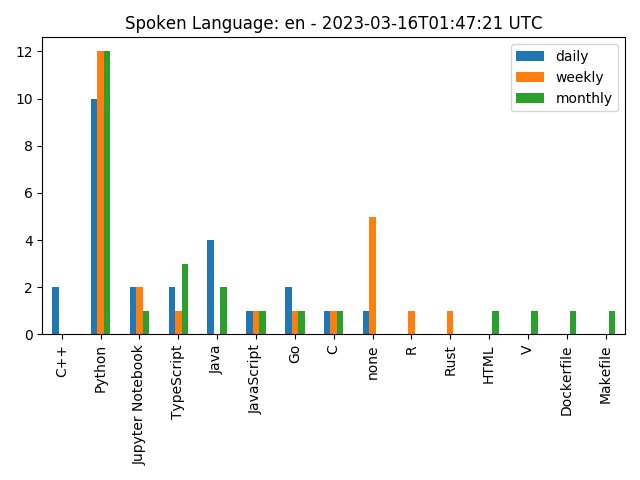 Spoken Language: en - 2023-03-16T01:47:21 UTC
daily
weekly
monthly
12
10
8
6
4
2
0
C++
Python
Jupyter Notebook
TypeScript
Java
JavaScript
Go
C
none
R
Rust
HTML
V
Dockerfile
Makefile